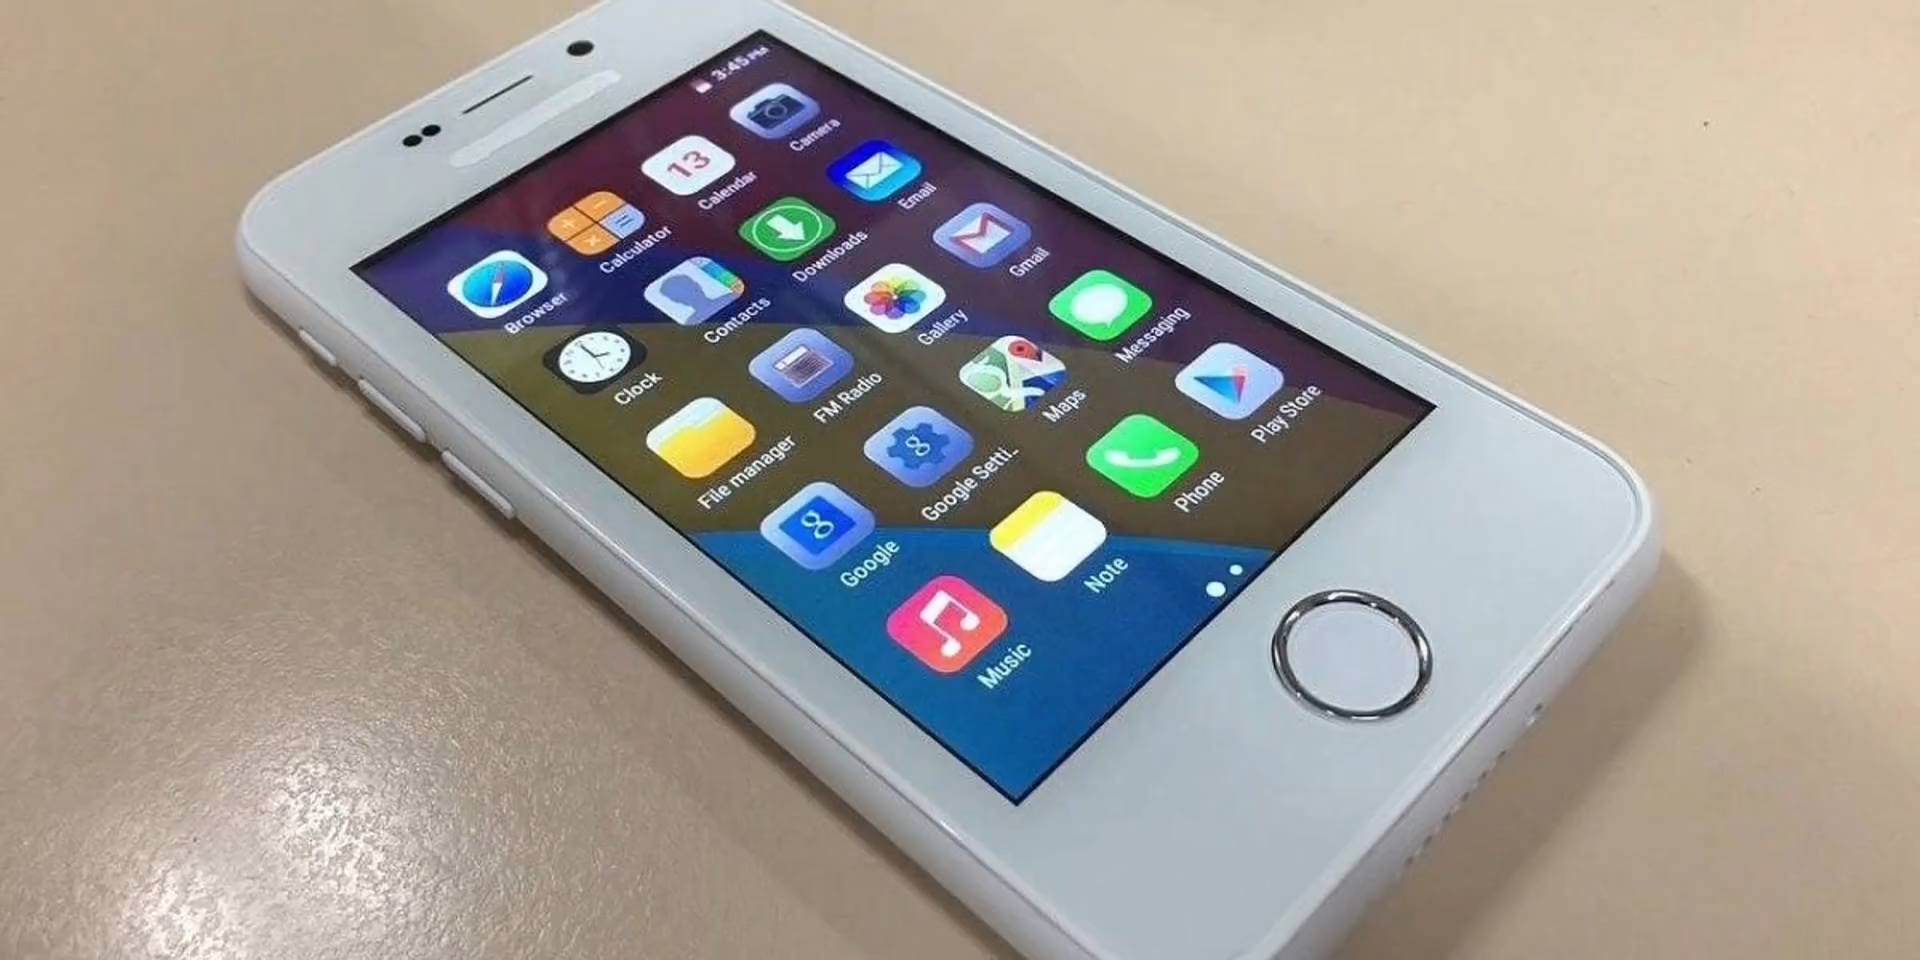 3:45 PM
Browser
Calculator
13
Calendar
Camera
Clock
Contacts
Downloads
Email
File manager
FM Radio
Gallery
Gmail
g
Google
g
Google Setti..
Maps
Messaging
Music
Note
Phone
Play Store